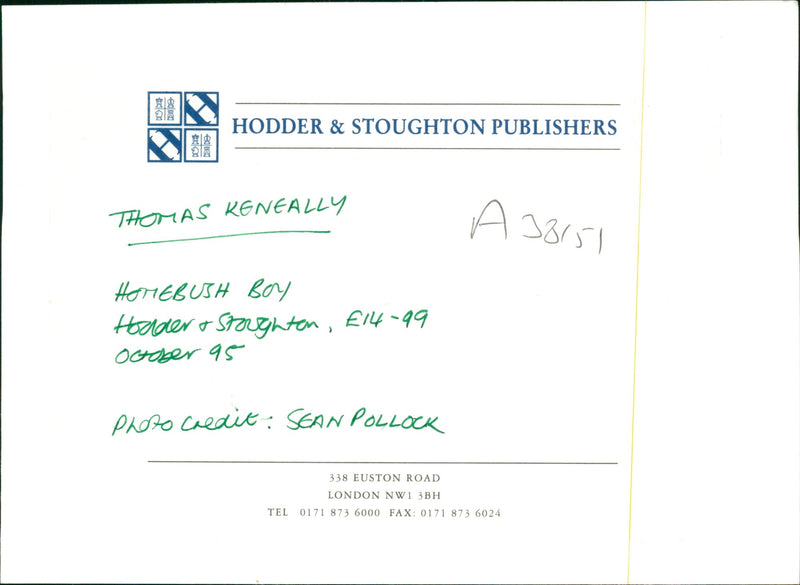 HODDER & STOUGHTON PUBLISHERS
THOMAS KENEALLY
A 38151
HOMEBUSH BOY
Hodder + Stoughton, £14-99
October 95
Photo Credit: SEAN POLLOCK
338 EUSTON ROAD
LONDON NW1 3BH
TEL 0171 873 6000 FAX: 0171 873 6024